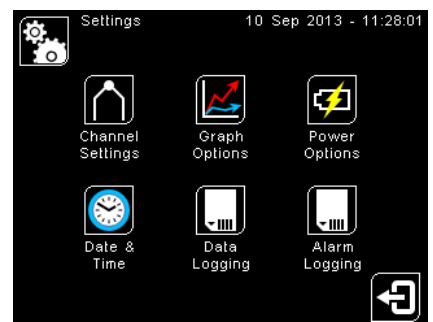 Settings 10 Sep 2013 - 11:28:01
Channel Settings
Graph Options
Power Options
Date & Time
Data Logging
Alarm Logging